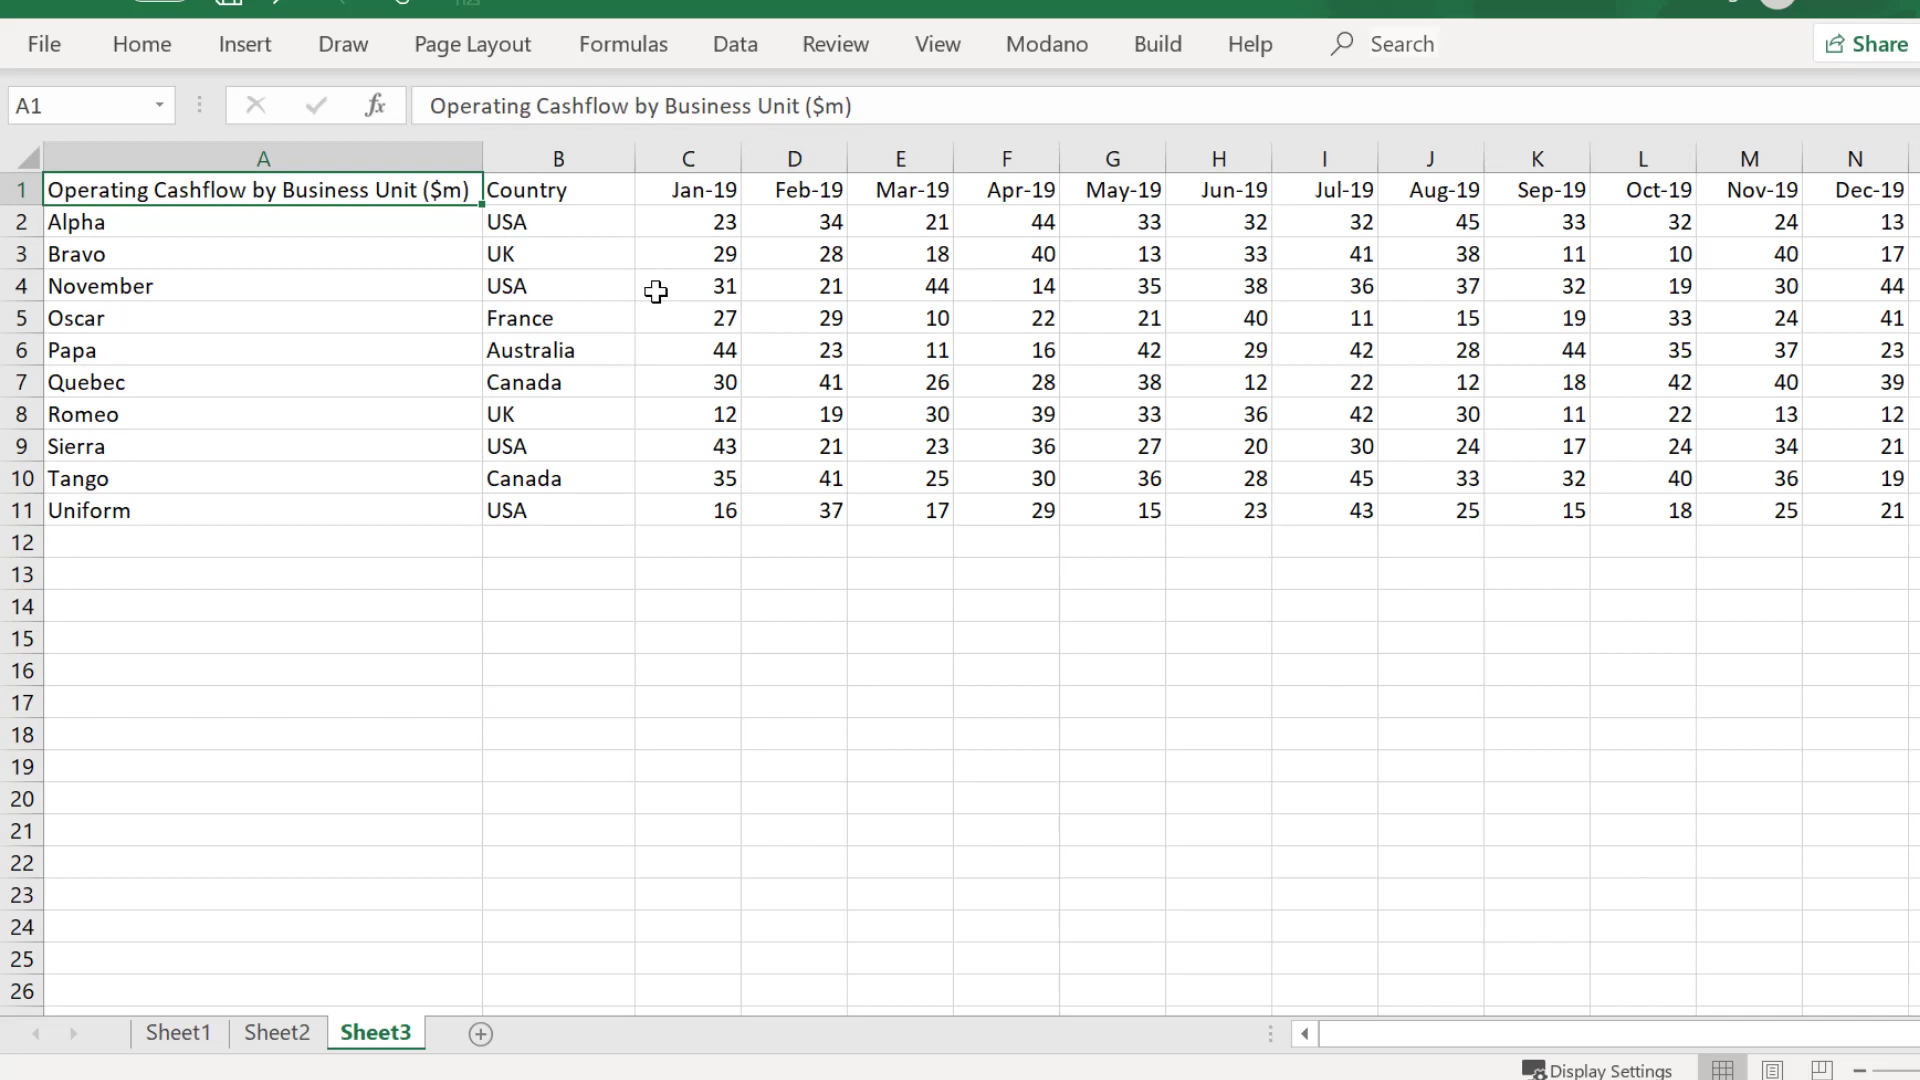 File Home Insert Draw Page Layout Formulas Data Review View Modano Build Help Search Share
A1 fx Operating Cashflow by Business Unit ($m)
A B C D E F G H I J K L M N
1 Operating Cashflow by Business Unit ($m) Country Jan-19 Feb-19 Mar-19 Apr-19 May-19 Jun-19 Jul-19 Aug-19 Sep-19 Oct-19 Nov-19 Dec-19
2 Alpha USA 23 34 21 44 33 32 32 45 33 32 24 13
3 Bravo UK 29 28 18 40 13 33 41 38 11 10 40 17
4 November USA 31 21 44 14 35 38 36 37 32 19 30 44
5 Oscar France 27 29 10 22 21 40 11 15 19 33 24 41
6 Papa Australia 44 23 11 16 42 29 42 28 44 35 37 23
7 Quebec Canada 30 41 26 28 38 12 22 12 18 42 40 39
8 Romeo UK 12 19 30 39 33 36 42 30 11 22 13 12
9 Sierra USA 43 21 23 36 27 20 30 24 17 24 34 21
10 Tango Canada 35 41 25 30 36 28 45 33 32 40 36 19
11 Uniform USA 16 37 17 29 15 23 43 25 15 18 25 21
12
13
14
15
16
17
18
19
20
21
22
23
24
25
26
Sheet1 Sheet2 Sheet3
Display Settings